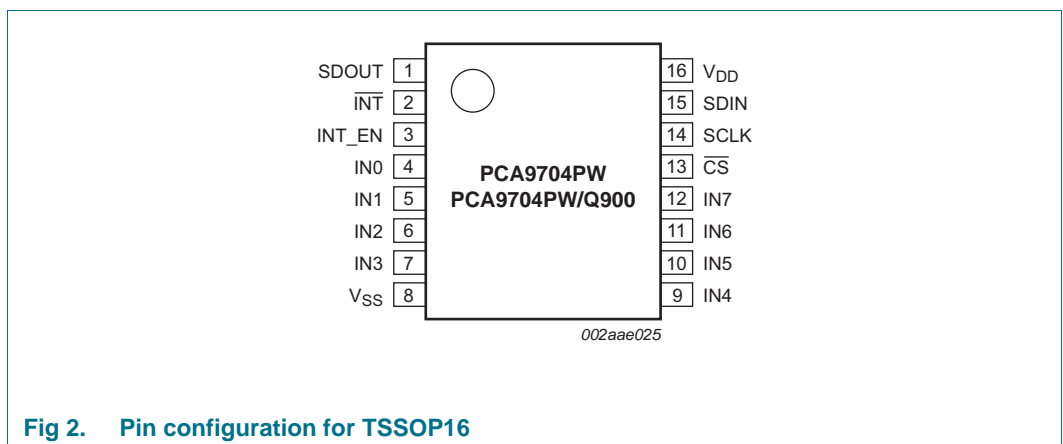 SDOUT 1 16 VDD
INT 2 15 SDIN
INT_EN 3 14 SCLK
IN0 4 13 CS
IN1 5 12 IN7
IN2 6 11 IN6
IN3 7 10 IN5
VSS 8 9 IN4
PCA9704PW
PCA9704PW/Q900
002aae025
Fig 2. Pin configuration for TSSOP16